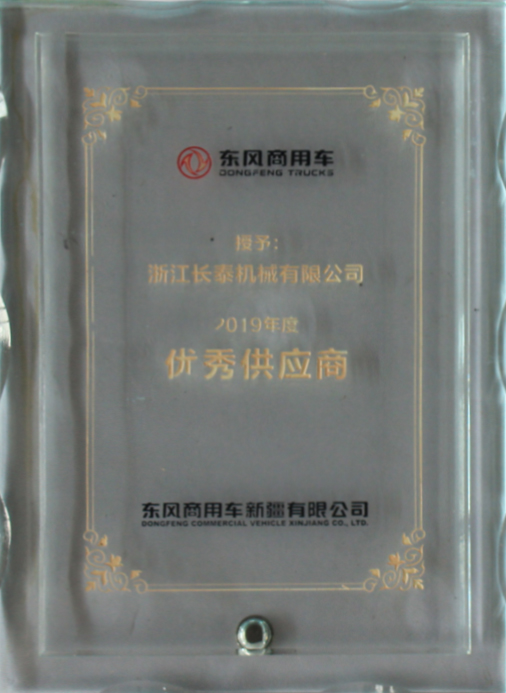 东风商用车
DONGFENG TRUCKS
授予：
浙江长泰机械有限公司
2019年度
优秀供应商
东风商用车新疆有限公司
DONGFENG COMMERCIAL VEHICLE XINJIANG CO., LTD.